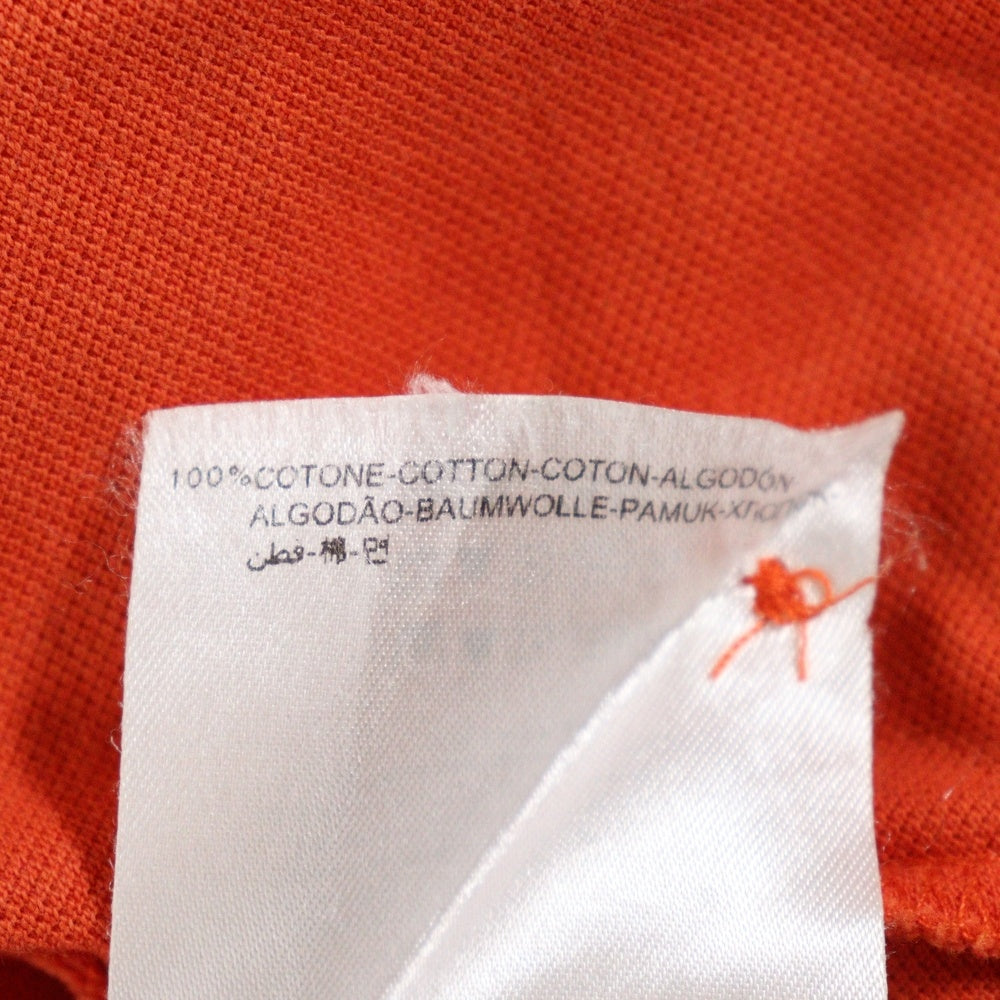 100%COTONE-COTTON-COTON-ALGODÓN-
ALGODÃO-BAUMWOLLE-PAMUK-
قطن-棉-면